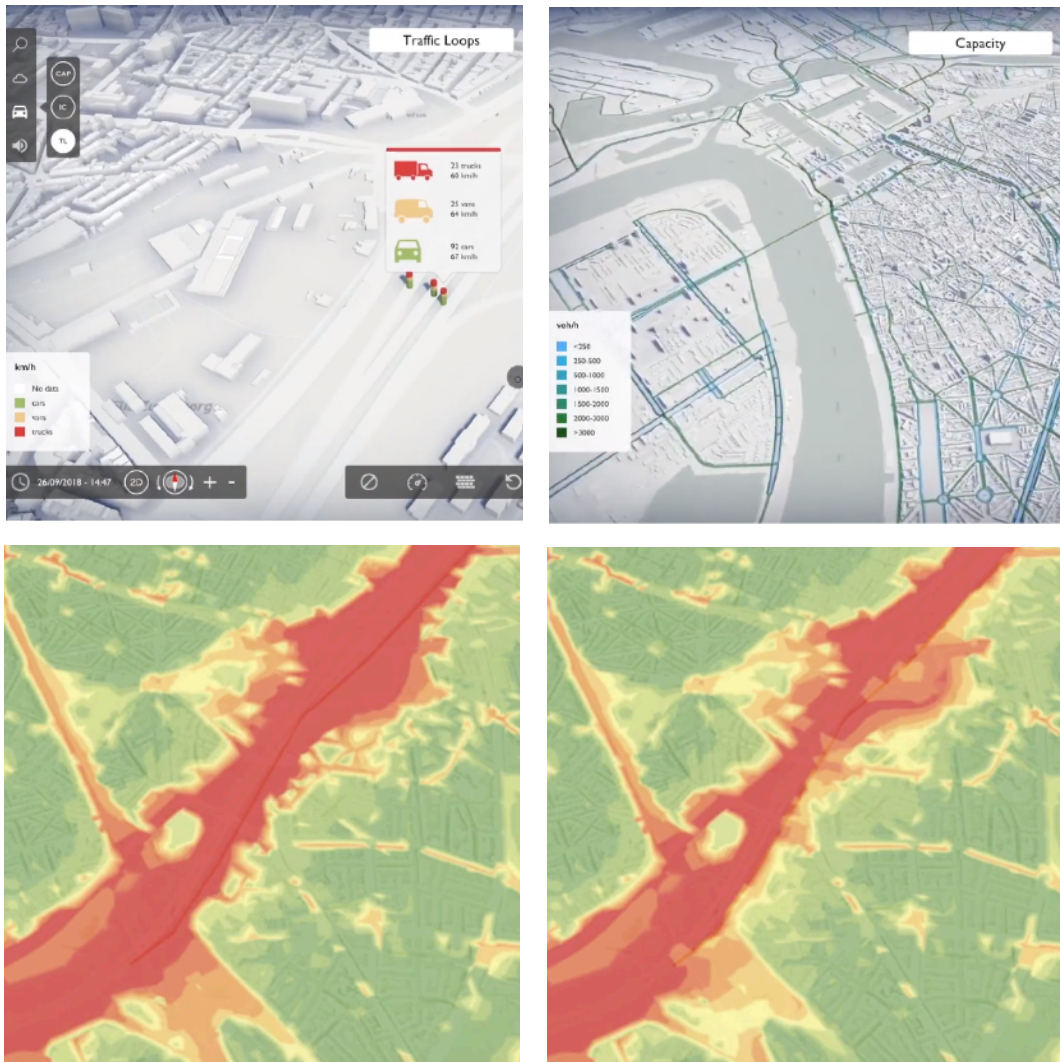 Traffic Loops
CAP
IC
TL
23 trucks
60 km/h
25 vans
64 km/h
92 cars
67 km/h
km/h
No data
cars
vans
trucks
26/09/2018 - 14:47
2D
+ -
Capacity
veh/h
<250
250-500
500-1000
1000-1500
1500-2000
2000-3000
>3000